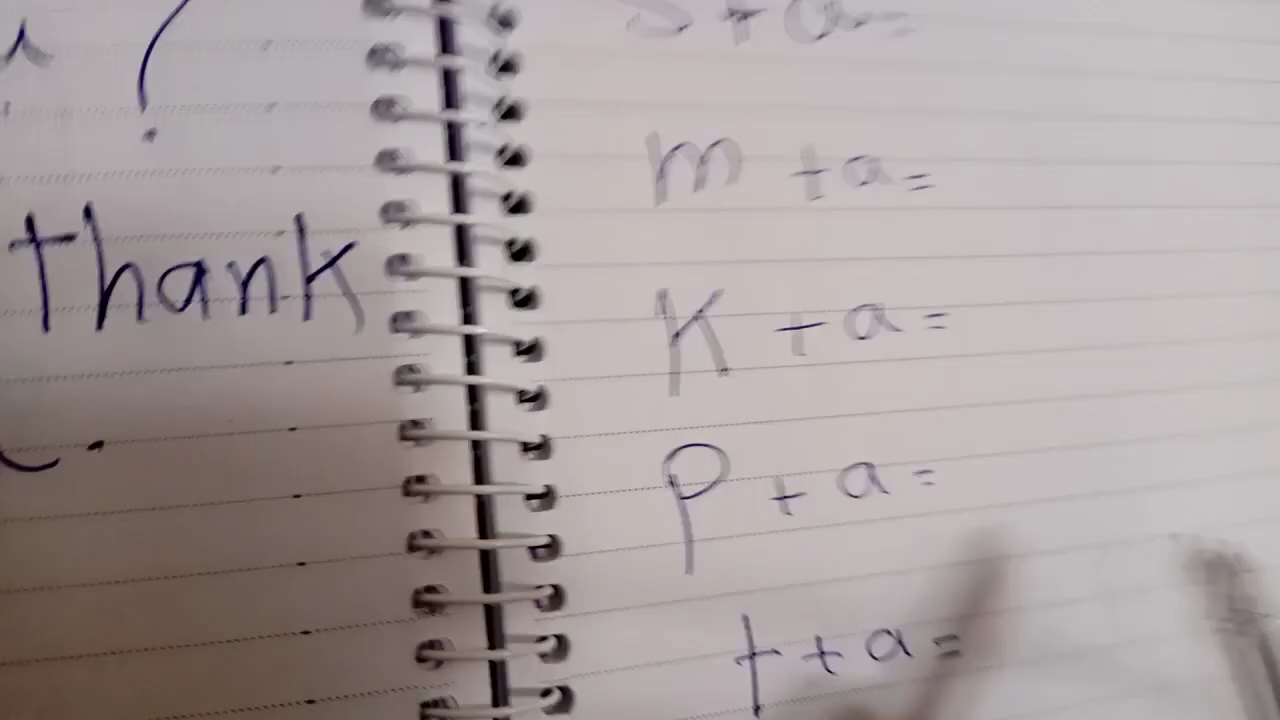 ?
thank
s + a =
m + a =
K + a =
P + a =
t + a =